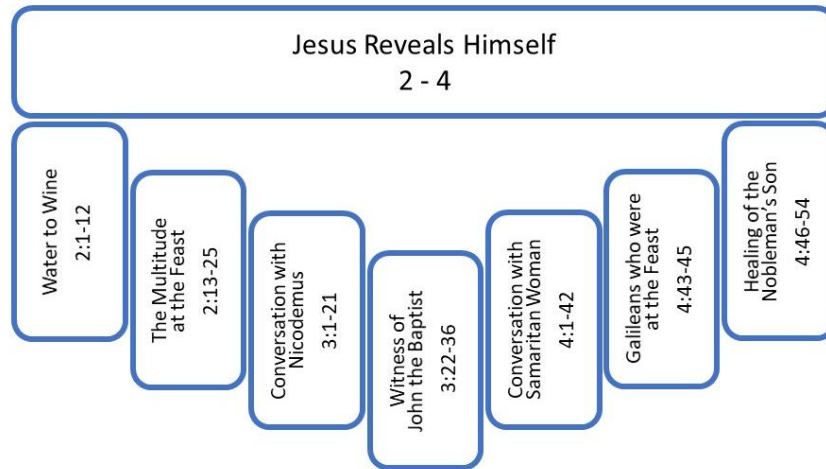 Jesus Reveals Himself
2 - 4
Water to Wine
2:1-12
The Multitude
at the Feast
2:13-25
Conversation with
Nicodemus
3:1-21
Witness of
John the Baptist
3:22-36
Conversation with
Samaritan Woman
4:1-42
Galileans who were
at the Feast
4:43-45
Healing of the
Nobleman's Son
4:46-54